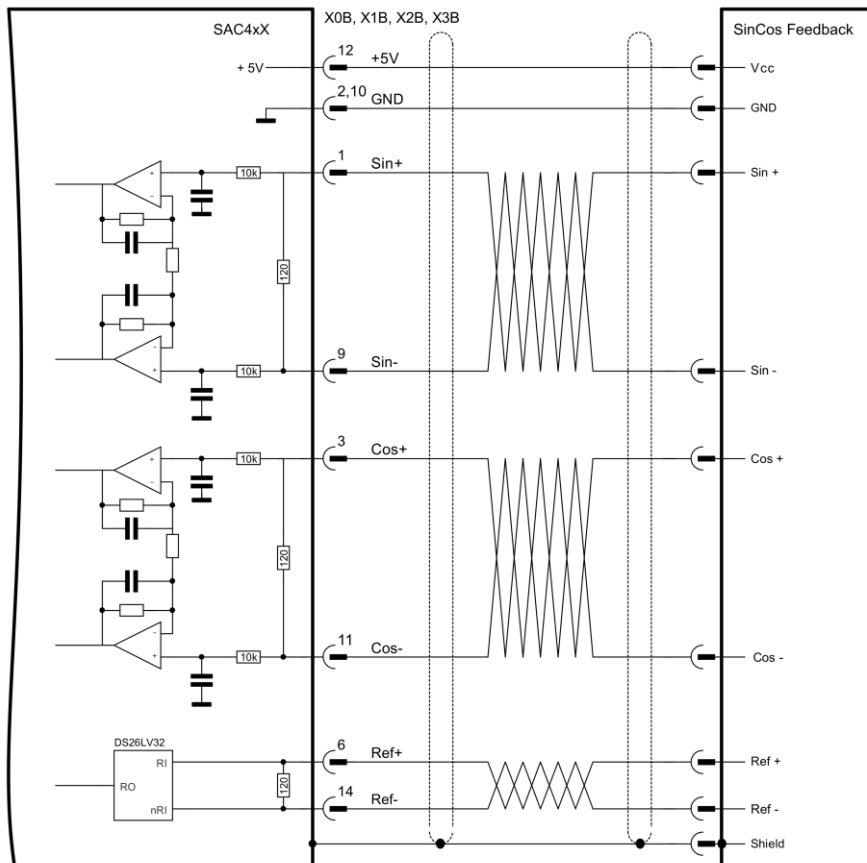 SAC4xX
X0B, X1B, X2B, X3B
SinCos Feedback
+ 5V
12
+5V
Vcc
2,10
GND
GND
1
Sin+
Sin +
+
-
10k
120
-
+
10k
9
Sin-
Sin -
3
Cos+
Cos +
+
-
10k
120
-
+
10k
11
Cos-
Cos -
DS26LV32
RI
RO
nRI
120
6
Ref+
Ref +
14
Ref-
Ref -
Shield